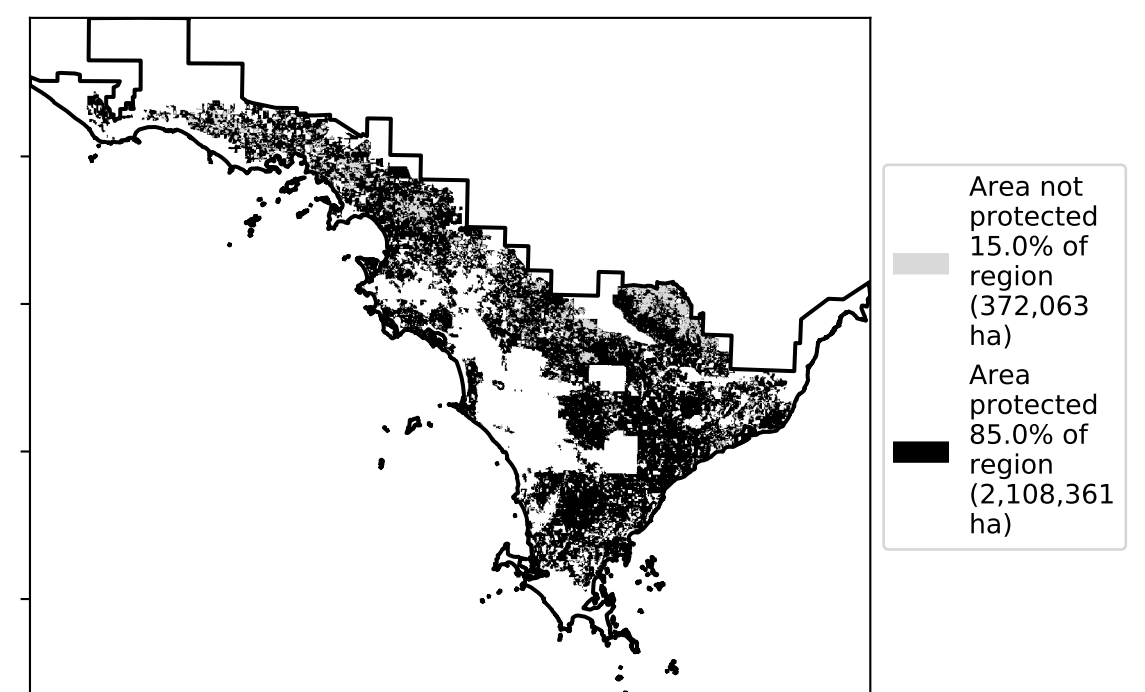 Area not
protected
15.0% of
region
(372,063
ha)
Area
protected
85.0% of
region
(2,108,361
ha)